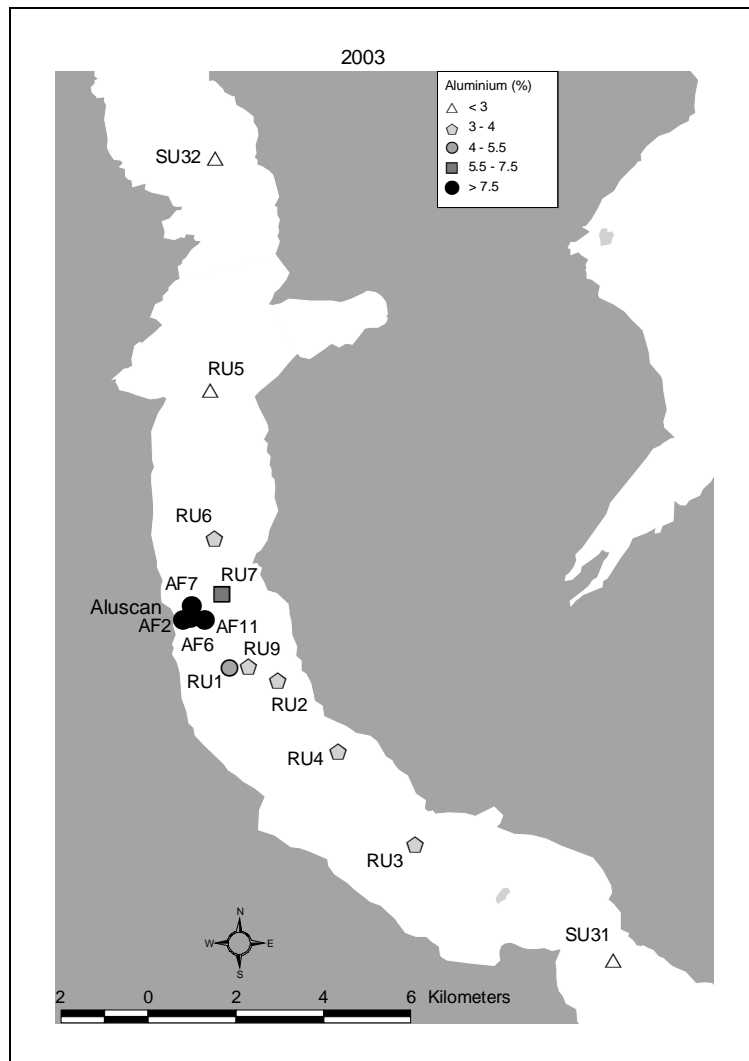 2003
Aluminium (%)
< 3
3 - 4
4 - 5.5
5.5 - 7.5
> 7.5
SU32
RU5
RU6
AF7
RU7
Aluscan
AF2
AF11
AF6
RU9
RU1
RU2
RU4
RU3
SU31
N
W E
S
2 0 2 4 6 Kilometers